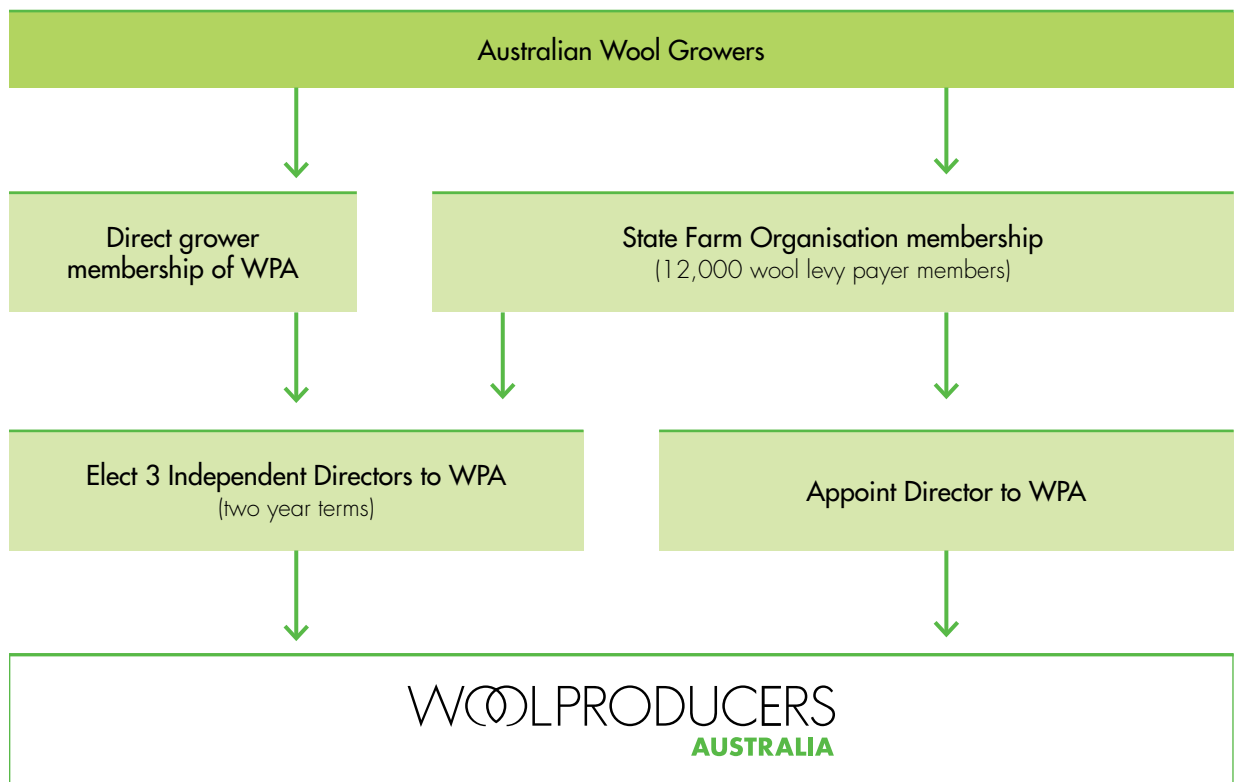 Australian Wool Growers
Direct grower
membership of WPA
State Farm Organisation membership
(12,000 wool levy payer members)
Elect 3 Independent Directors to WPA
(two year terms)
Appoint Director to WPA
WOOLPRODUCERS
AUSTRALIA